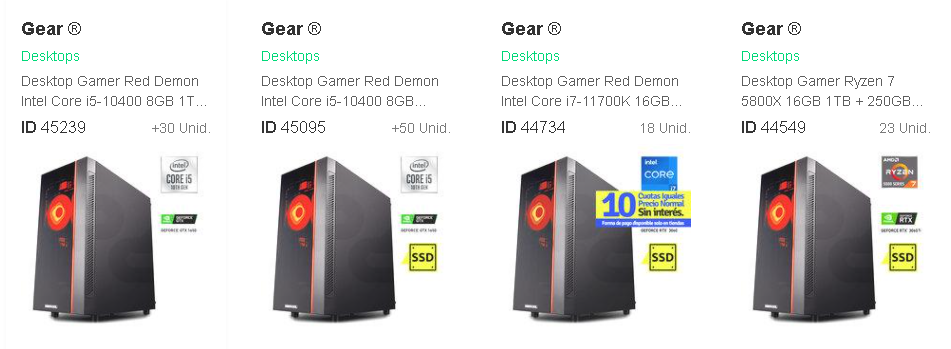 Gear ®
Desktops
Desktop Gamer Red Demon
Intel Core i5-10400 8GB 1T...
ID 45239 +30 Unid.
intel
CORE i5
10TH GEN
GEFORCE
GTX
GEFORCE GTX 1650
Gear ®
Desktops
Desktop Gamer Red Demon
Intel Core i5-10400 8GB...
ID 45095 +50 Unid.
intel
CORE i5
10TH GEN
GEFORCE
GTX
GEFORCE GTX 1650
SSD
Gear ®
Desktops
Desktop Gamer Red Demon
Intel Core i7-11700K 16GB...
ID 44734 18 Unid.
intel
CORE
i7
10 Cuotas Iguales
Precio Normal
Sin interés.
Forma de pago disponible solo en tiendas
GEFORCE RTX 3060
SSD
Gear ®
Desktops
Desktop Gamer Ryzen 7
5800X 16GB 1TB + 250GB...
ID 44549 23 Unid.
AMD
RYZEN
5000 SERIES 7
GEFORCE
RTX
SSD